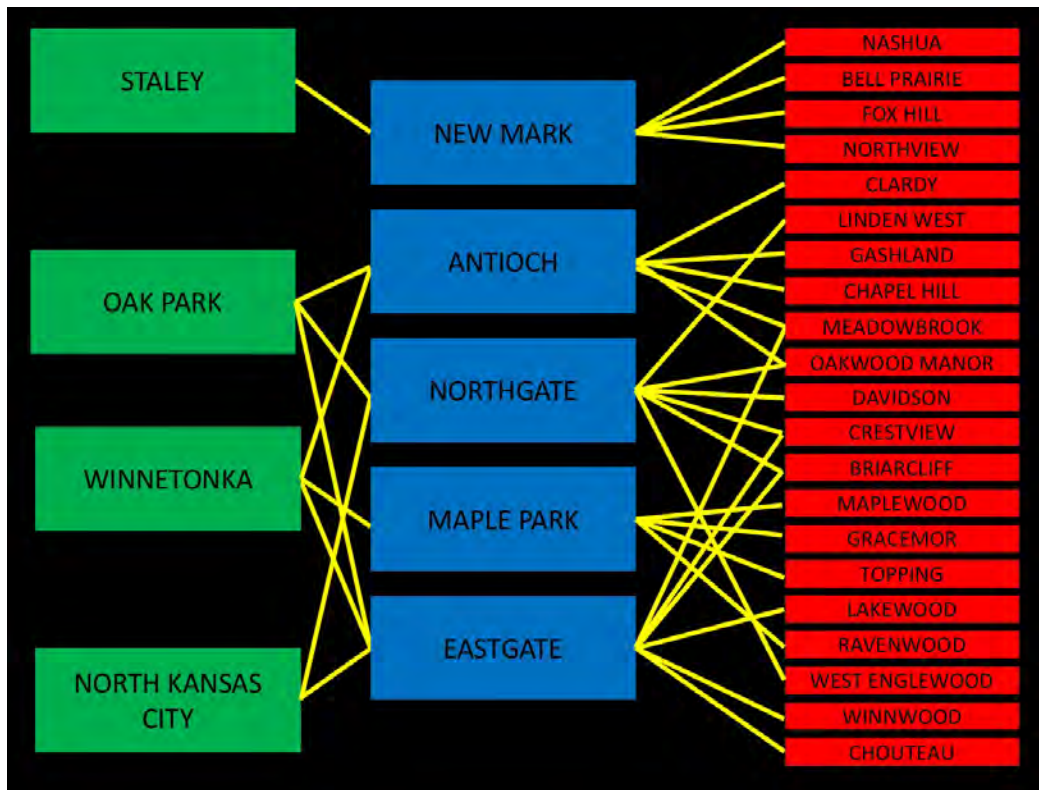 STALEY
OAK PARK
WINNETONKA
NORTH KANSAS
CITY
NEW MARK
ANTIOCH
NORTHGATE
MAPLE PARK
EASTGATE
NASHUA
BELL PRAIRIE
FOX HILL
NORTHVIEW
CLARDY
LINDEN WEST
GASHLAND
CHAPEL HILL
MEADOWBROOK
OAKWOOD MANOR
DAVIDSON
CRESTVIEW
BRIARCLIFF
MAPLEWOOD
GRACEMOR
TOPPING
LAKEWOOD
RAVENWOOD
WEST ENGLEWOOD
WINNWOOD
CHOUTEAU